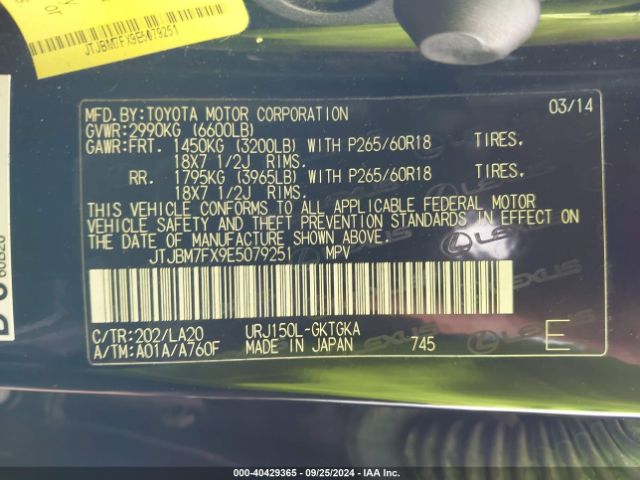 JTJBM7FX9E5079251
MFD.BY:TOYOTA MOTOR CORPORATION 03/14
GVWR:2990KG (6600LB)
GAWR:FRT. 1450KG (3200LB) WITH P265/60R18 TIRES,
18X7 1/2J RIMS.
RR. 1795KG (3965LB) WITH P265/60R18 TIRES,
18X7 1/2J RIMS.
THIS VEHICLE CONFORMS TO ALL APPLICABLE FEDERAL MOTOR
VEHICLE SAFETY AND THEFT PREVENTION STANDARDS IN EFFECT ON
THE DATE OF MANUFACTURE SHOWN ABOVE.
JTJBM7FX9E5079251 MPV
LEXUS
LEXUS
C/TR:202/LA20 URJ150L-GKTGKA
A/TM:A01A/A760F MADE IN JAPAN 745 E
000-40429365 - 09/25/2024 - IAA Inc.